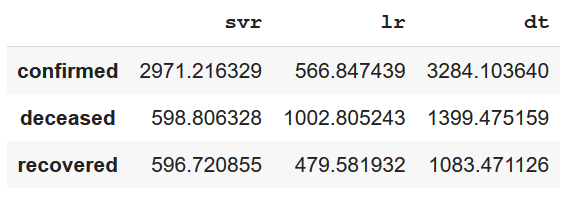 svr lr dt
confirmed 2971.216329 566.847439 3284.103640
deceased 598.806328 1002.805243 1399.475159
recovered 596.720855 479.581932 1083.471126